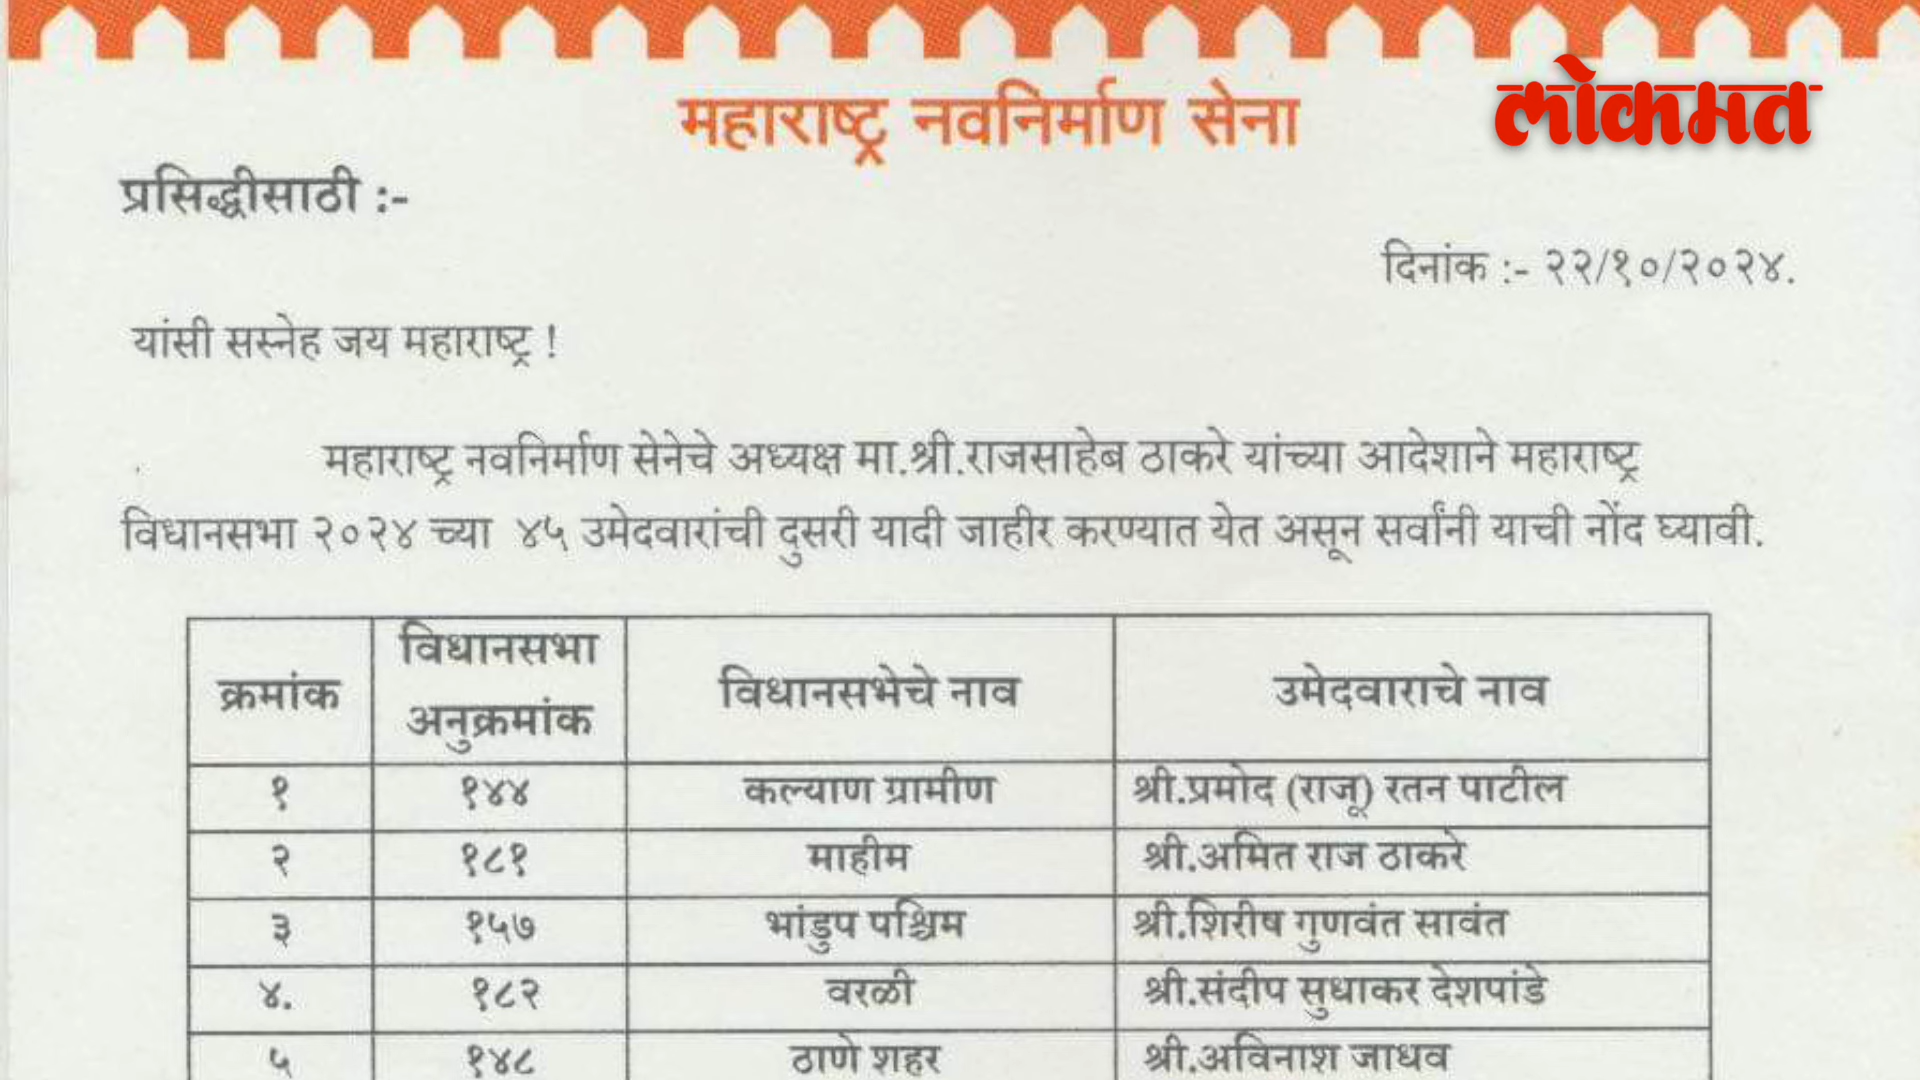 महाराष्ट्र नवनिर्माण सेना
लोकमत
प्रसिद्धीसाठी :-
दिनांक :- २२/१०/२०२४.
यांसी सस्नेह जय महाराष्ट्र !
महाराष्ट्र नवनिर्माण सेनेचे अध्यक्ष मा.श्री.राजसाहेब ठाकरे यांच्या आदेशाने महाराष्ट्र
विधानसभा २०२४ च्या ४५ उमेदवारांची दुसरी यादी जाहीर करण्यात येत असून सर्वांनी याची नोंद घ्यावी.
क्रमांक विधानसभा अनुक्रमांक विधानसभेचे नाव उमेदवाराचे नाव
१ १४४ कल्याण ग्रामीण श्री.प्रमोद (राजू) रतन पाटील
२ १८१ माहीम श्री.अमित राज ठाकरे
३ १५७ भांडुप पश्चिम श्री.शिरीष गुणवंत सावंत
४. १८२ वरळी श्री.संदीप सुधाकर देशपांडे
५ १४८ ठाणे शहर श्री.अविनाश जाधव